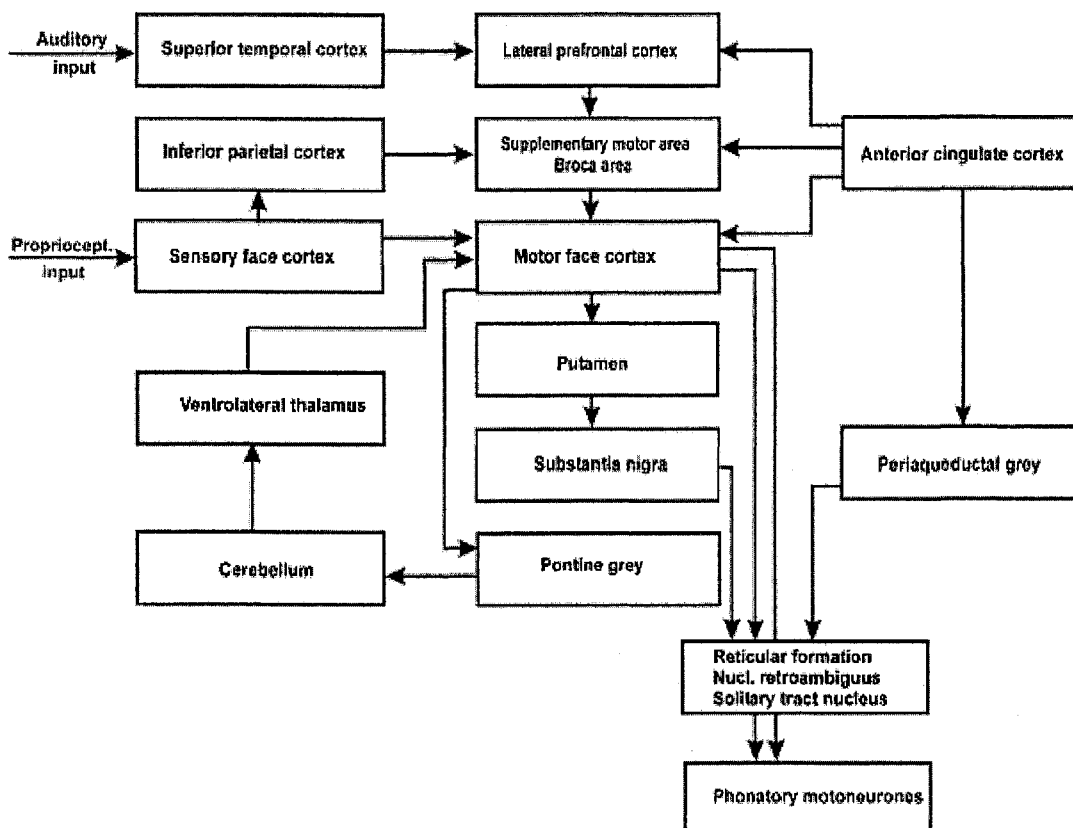 Auditory
input
Superior temporal cortex
Lateral prefrontal cortex
Inferior parietal cortex
Supplementary motor area
Broca area
Anterior cingulate cortex
Propriocept.
input
Sensory face cortex
Motor face cortex
Putamen
Ventrolateral thalamus
Substantia nigra
Periaqueductal grey
Cerebellum
Pontine grey
Reticular formation
Nucl. retroambiguus
Solitary tract nucleus
Phonatory motoneurones